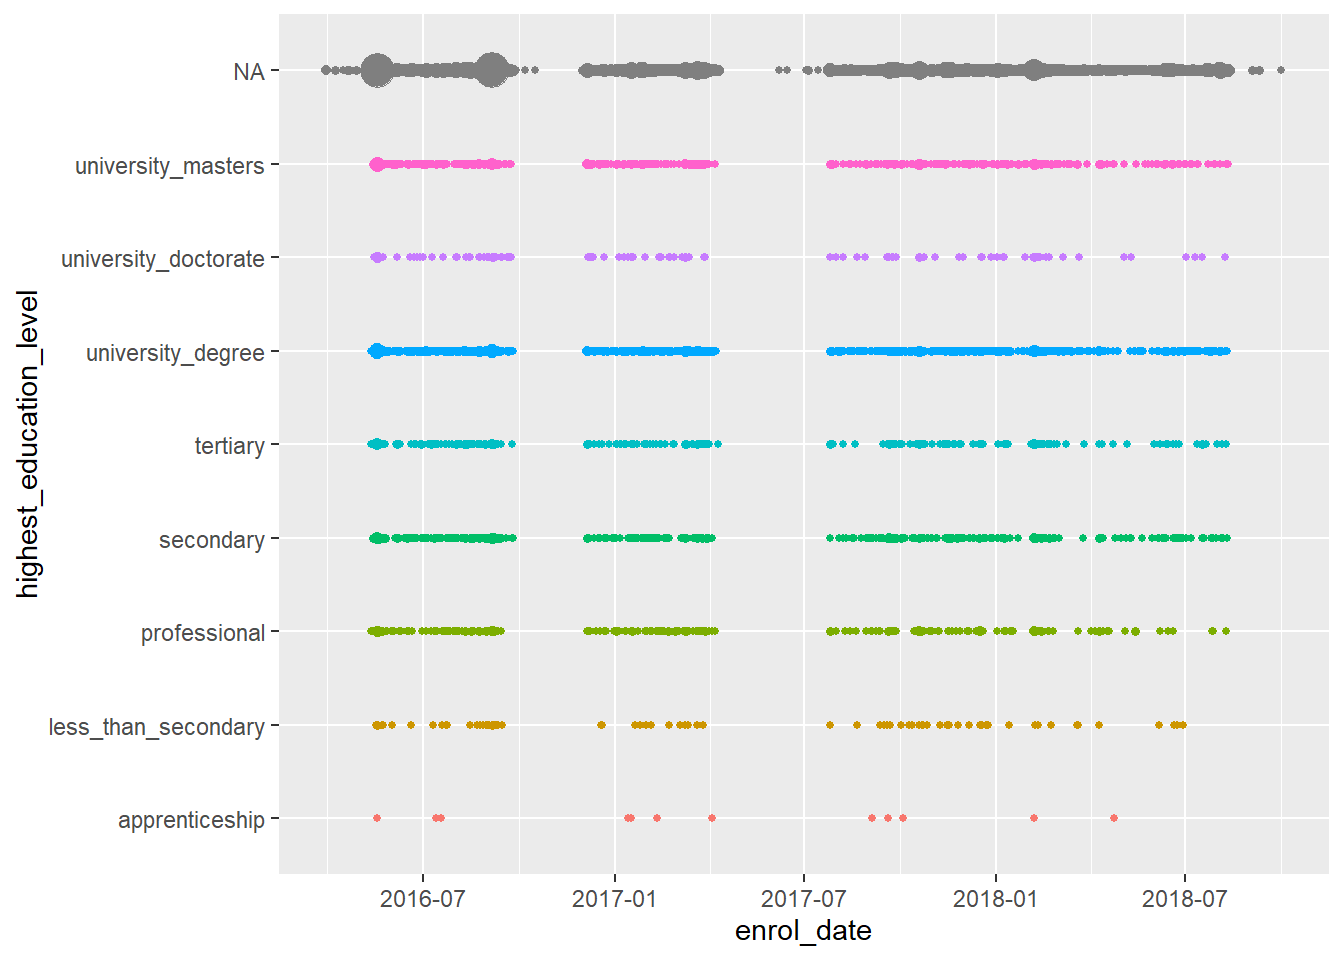 NA
university_masters
university_doctorate
university_degree
tertiary
secondary
professional
less_than_secondary
apprenticeship
highest_education_level
2016-07
2017-01
2017-07
2018-01
2018-07
enrol_date